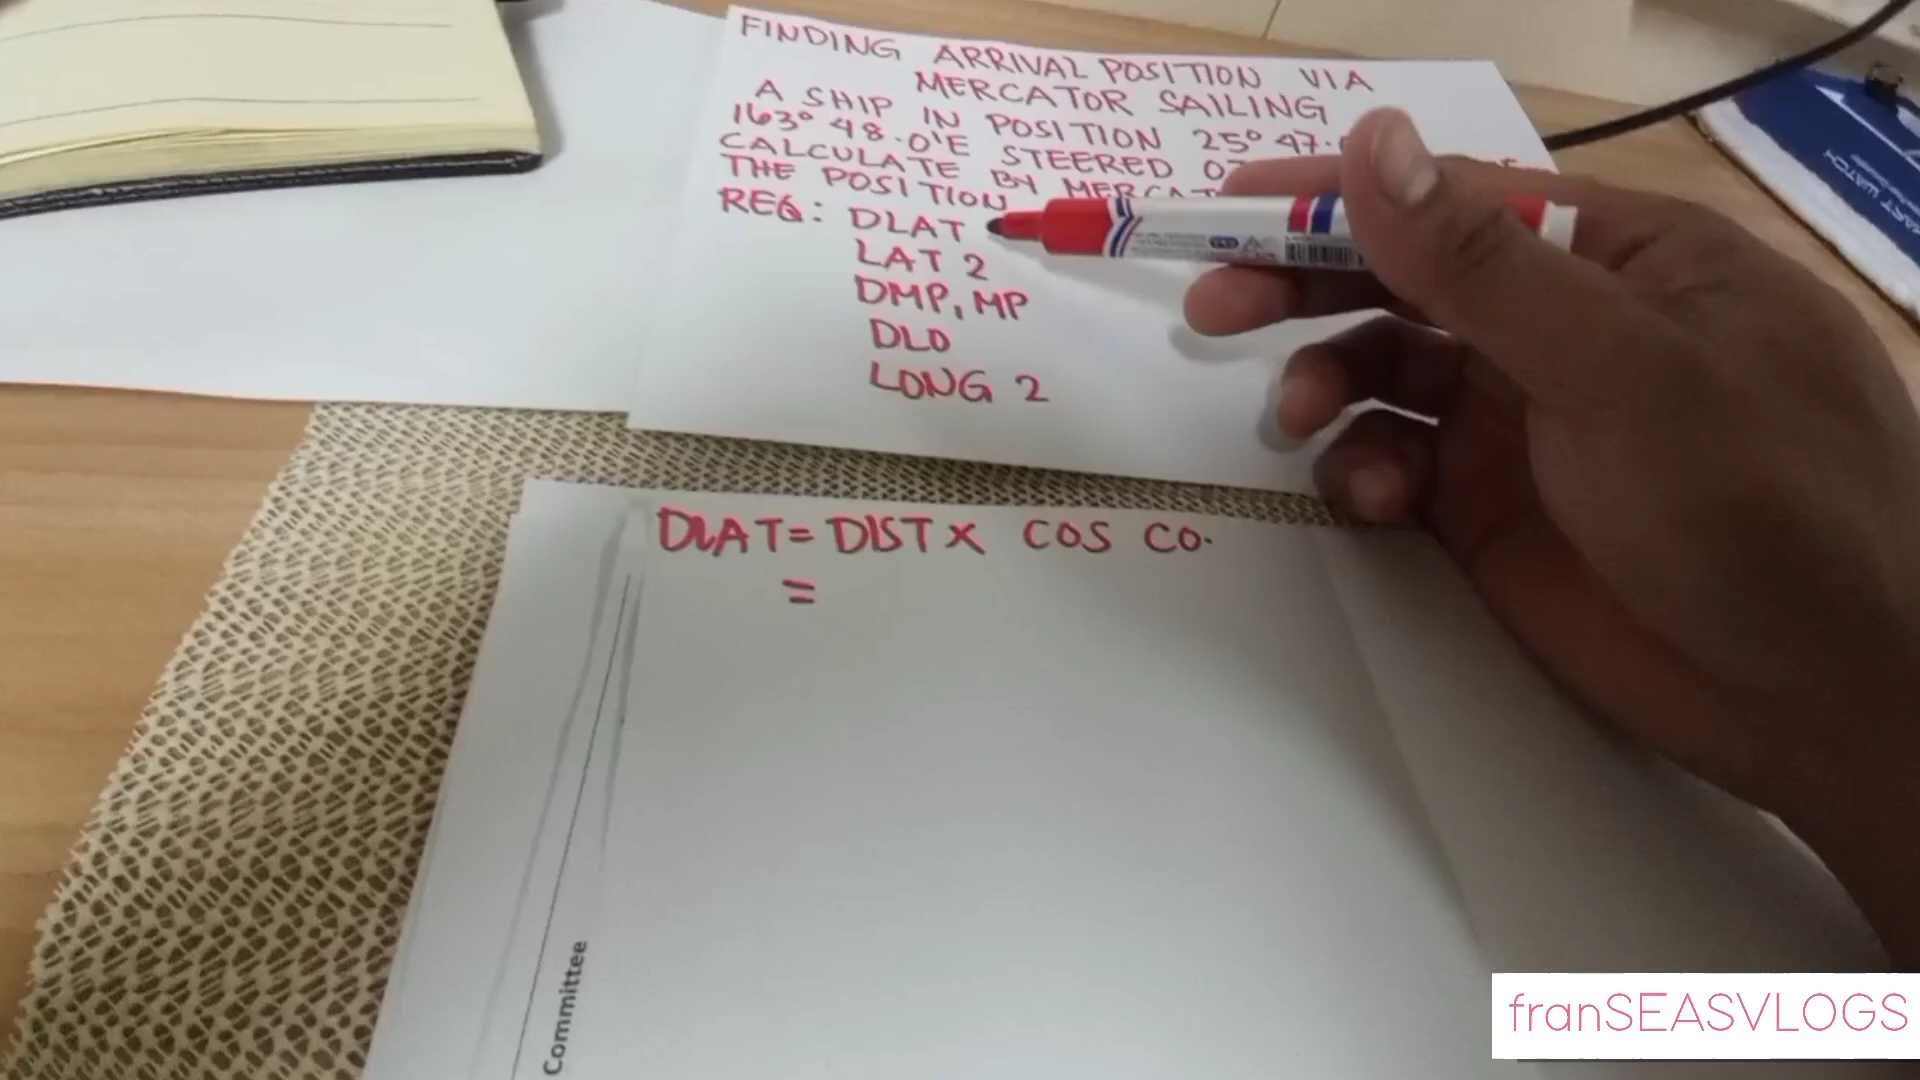 FINDING ARRIVAL POSITION VIA
MERCATOR SAILING
A SHIP IN POSITION 25° 47.
163° 48.0'E STEERED
CALCULATE BY
THE POSITION
REQ: DLAT
LAT 2
DMP, MP
DLO
LONG 2
DLAT = DIST X COS CO.
=
Committee
franSEASVLOGS